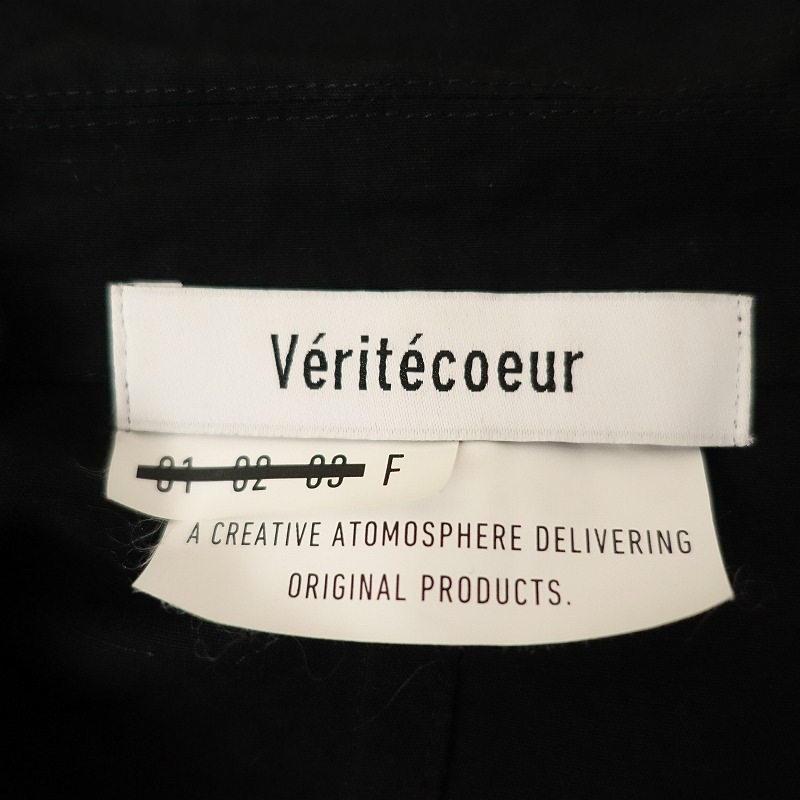 Véritécoeur
01 02 03 F
A CREATIVE ATOMOSPHERE DELIVERING
ORIGINAL PRODUCTS.